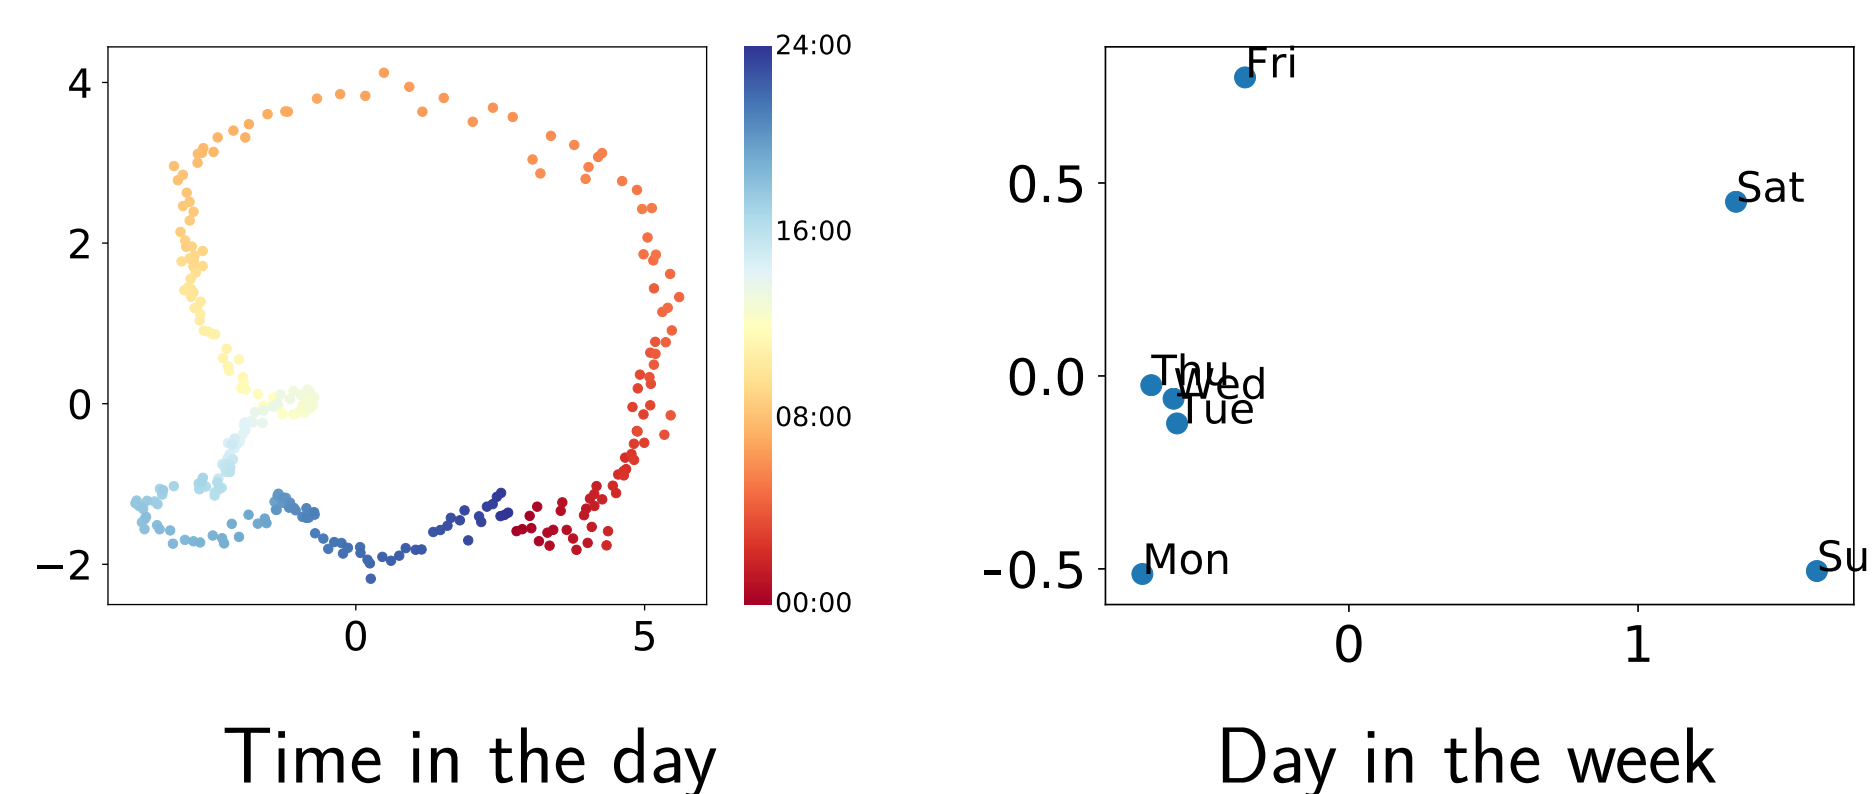 4
2
0
−2
0
5
24:00
16:00
08:00
00:00
Time in the day
Fri
Sat
Thu
Wed
Tue
Mon
Su
0.5
0.0
-0.5
0
1
Day in the week